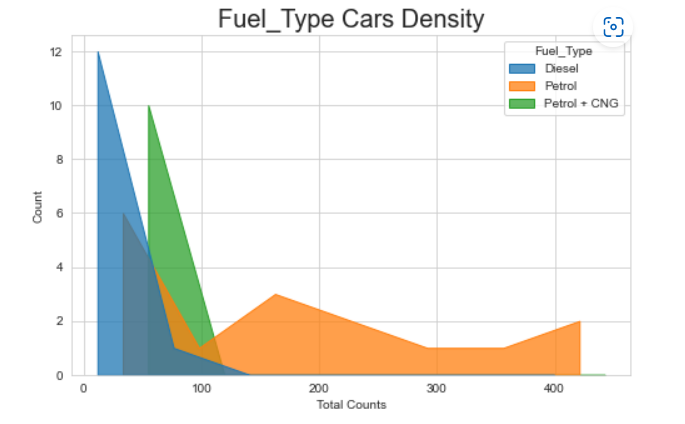 Fuel_Type Cars Density
Fuel_Type
Diesel
Petrol
Petrol + CNG
12
10
8
6
4
2
0
Count
0 100 200 300 400
Total Counts